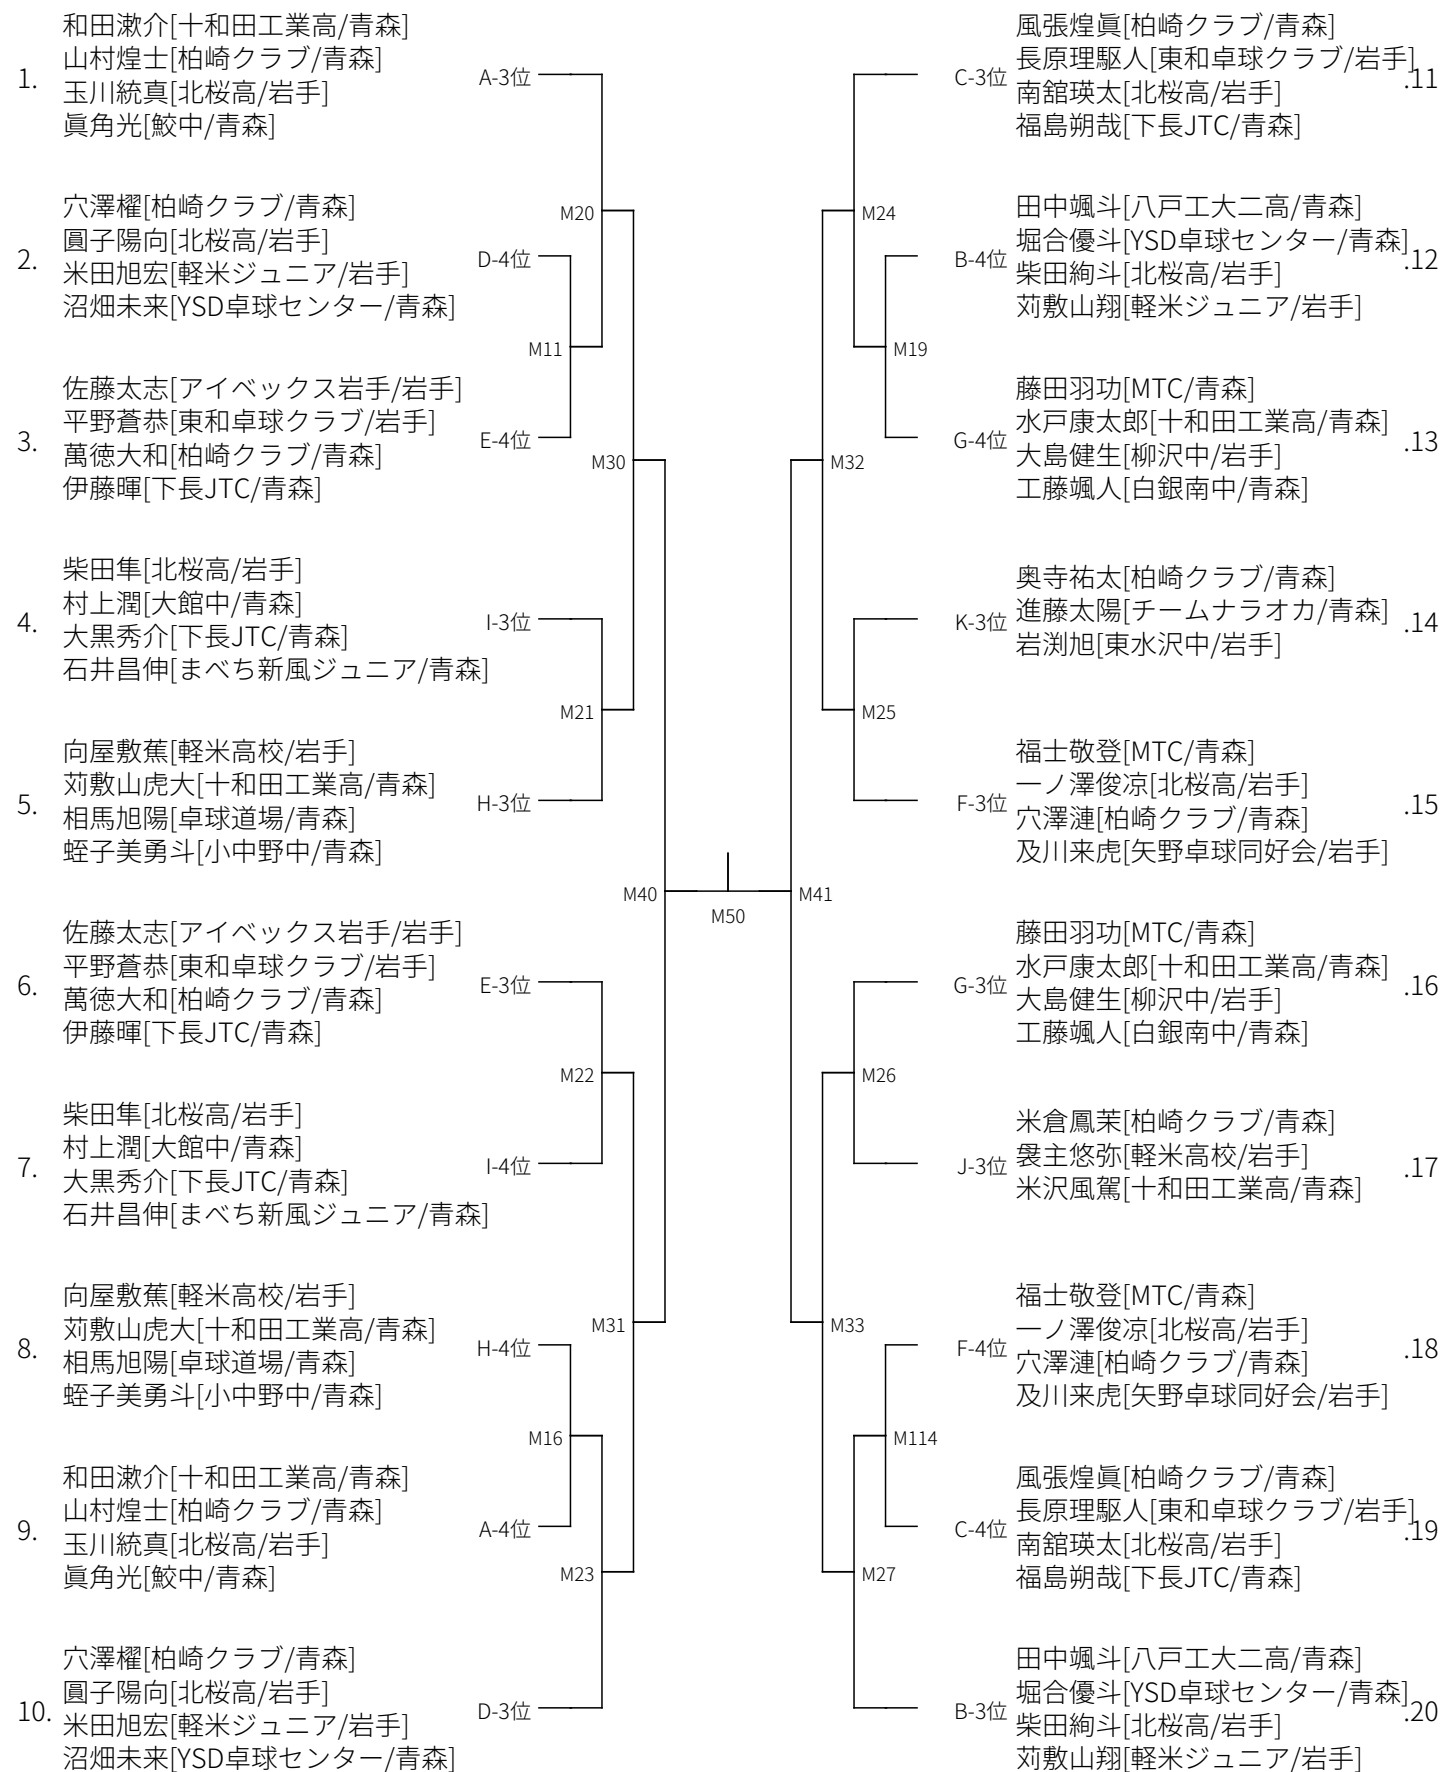 1.
和田漱介[十和田工業高/青森]
山村煌士[柏崎クラブ/青森]
玉川統真[北桜高/岩手]
眞角光[鮫中/青森]
A-3位
2.
穴澤櫂[柏崎クラブ/青森]
圓子陽向[北桜高/岩手]
米田旭宏[軽米ジュニア/岩手]
沼畑未来[YSD卓球センター/青森]
D-4位
3.
佐藤太志[アイベックス岩手/岩手]
平野蒼恭[東和卓球クラブ/岩手]
萬徳大和[柏崎クラブ/青森]
伊藤暉[下長JTC/青森]
E-4位
4.
柴田隼[北桜高/岩手]
村上潤[大館中/青森]
大黒秀介[下長JTC/青森]
石井昌伸[まべち新風ジュニア/青森]
I-3位
5.
向屋敷蕉[軽米高校/岩手]
苅敷山虎大[十和田工業高/青森]
相馬旭陽[卓球道場/青森]
蛭子美勇斗[小中野中/青森]
H-3位
6.
佐藤太志[アイベックス岩手/岩手]
平野蒼恭[東和卓球クラブ/岩手]
萬徳大和[柏崎クラブ/青森]
伊藤暉[下長JTC/青森]
E-3位
7.
柴田隼[北桜高/岩手]
村上潤[大館中/青森]
大黒秀介[下長JTC/青森]
石井昌伸[まべち新風ジュニア/青森]
I-4位
8.
向屋敷蕉[軽米高校/岩手]
苅敷山虎大[十和田工業高/青森]
相馬旭陽[卓球道場/青森]
蛭子美勇斗[小中野中/青森]
H-4位
9.
和田漱介[十和田工業高/青森]
山村煌士[柏崎クラブ/青森]
玉川統真[北桜高/岩手]
眞角光[鮫中/青森]
A-4位
10.
穴澤櫂[柏崎クラブ/青森]
圓子陽向[北桜高/岩手]
米田旭宏[軽米ジュニア/岩手]
沼畑未来[YSD卓球センター/青森]
D-3位
M20
M11
M30
M21
M40
M22
M31
M16
M23
M50
M24
M19
M32
M25
M41
M26
M33
M114
M27
C-3位
風張煌眞[柏崎クラブ/青森]
長原理駆人[東和卓球クラブ/岩手]
南舘瑛太[北桜高/岩手]
福島朔哉[下長JTC/青森]
.11
B-4位
田中颯斗[八戸工大二高/青森]
堀合優斗[YSD卓球センター/青森]
柴田絢斗[北桜高/岩手]
苅敷山翔[軽米ジュニア/岩手]
.12
G-4位
藤田羽功[MTC/青森]
水戸康太郎[十和田工業高/青森]
大島健生[柳沢中/岩手]
工藤颯人[白銀南中/青森]
.13
K-3位
奥寺祐太[柏崎クラブ/青森]
進藤太陽[チームナラオカ/青森]
岩渕旭[東水沢中/岩手]
.14
F-3位
福士敬登[MTC/青森]
一ノ澤俊凉[北桜高/岩手]
穴澤漣[柏崎クラブ/青森]
及川来虎[矢野卓球同好会/岩手]
.15
G-3位
藤田羽功[MTC/青森]
水戸康太郎[十和田工業高/青森]
大島健生[柳沢中/岩手]
工藤颯人[白銀南中/青森]
.16
J-3位
米倉鳳茉[柏崎クラブ/青森]
袰主悠弥[軽米高校/岩手]
米沢風駕[十和田工業高/青森]
.17
F-4位
福士敬登[MTC/青森]
一ノ澤俊凉[北桜高/岩手]
穴澤漣[柏崎クラブ/青森]
及川来虎[矢野卓球同好会/岩手]
.18
C-4位
風張煌眞[柏崎クラブ/青森]
長原理駆人[東和卓球クラブ/岩手]
南舘瑛太[北桜高/岩手]
福島朔哉[下長JTC/青森]
.19
B-3位
田中颯斗[八戸工大二高/青森]
堀合優斗[YSD卓球センター/青森]
柴田絢斗[北桜高/岩手]
苅敷山翔[軽米ジュニア/岩手]
.20